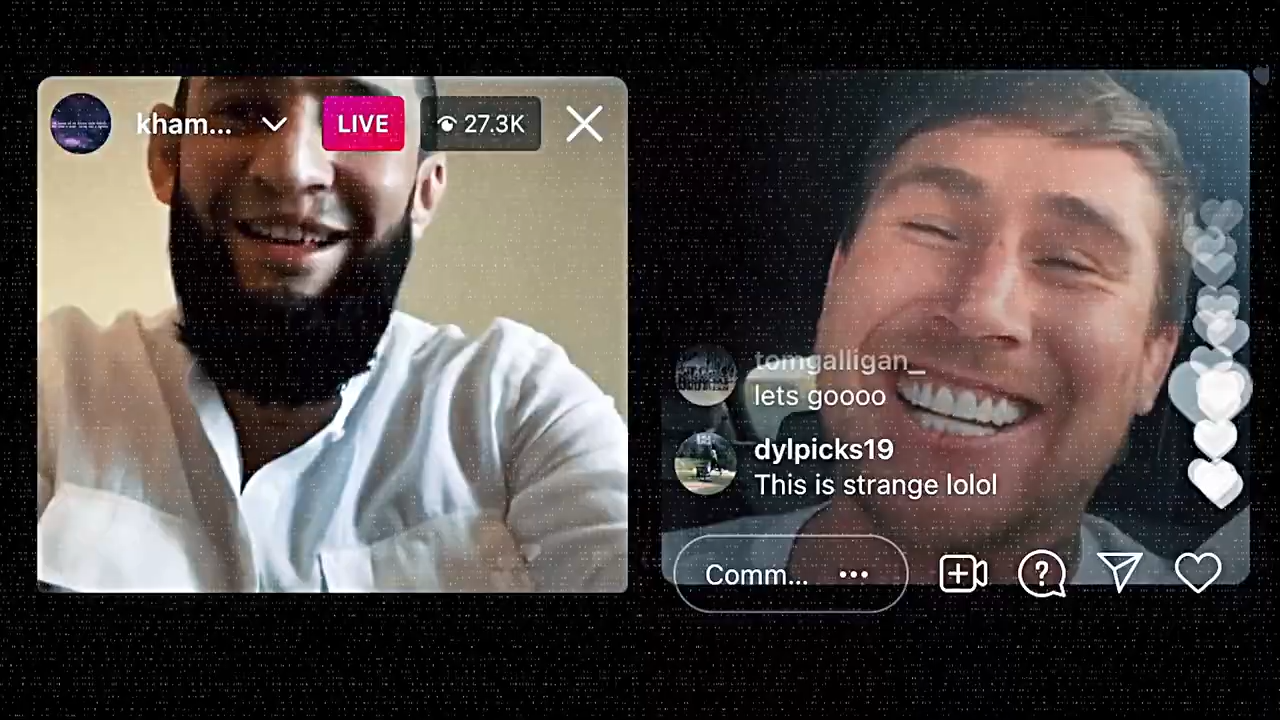 kham...
LIVE
27.3K
tomgalligan_
lets goooo
dylpicks19
This is strange lolol
Comm...